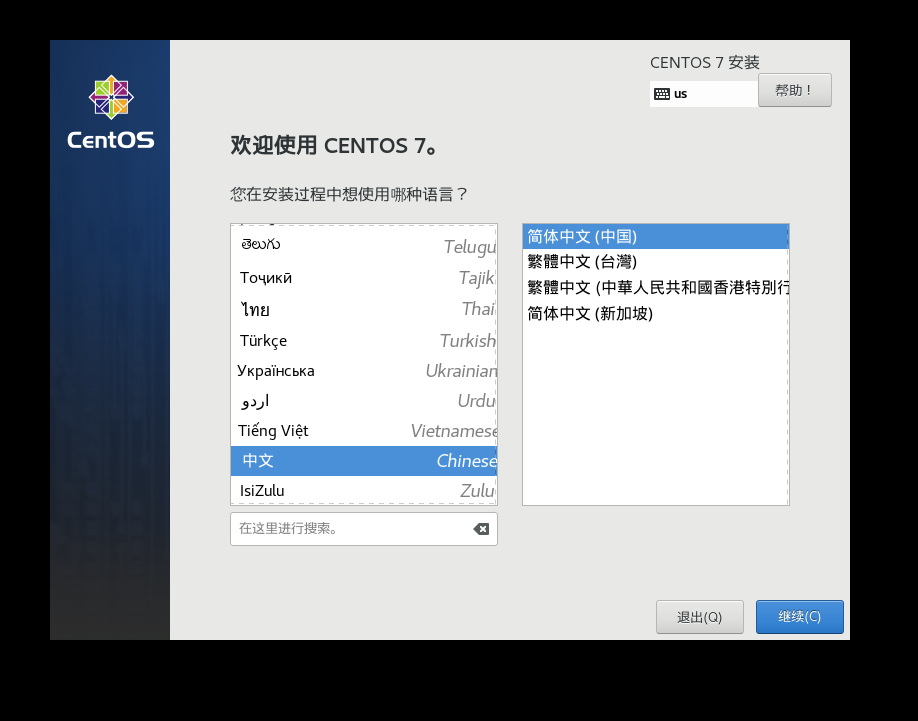 CentOS
CENTOS 7 安装
us
帮助！
欢迎使用 CENTOS 7。
您在安装过程中想使用哪种语言？
తెలుగు Telugu
Тоҷикӣ Tajik
ไทย Thai
Türkçe Turkish
Українська Ukrainian
اردو Urdu
Tiếng Việt Vietnamese
中文 Chinese
IsiZulu Zulu
简体中文 (中国)
繁體中文 (台灣)
繁體中文 (中華人民共和國香港特別行
简体中文 (新加坡)
在这里进行搜索。
退出(Q)
继续(C)